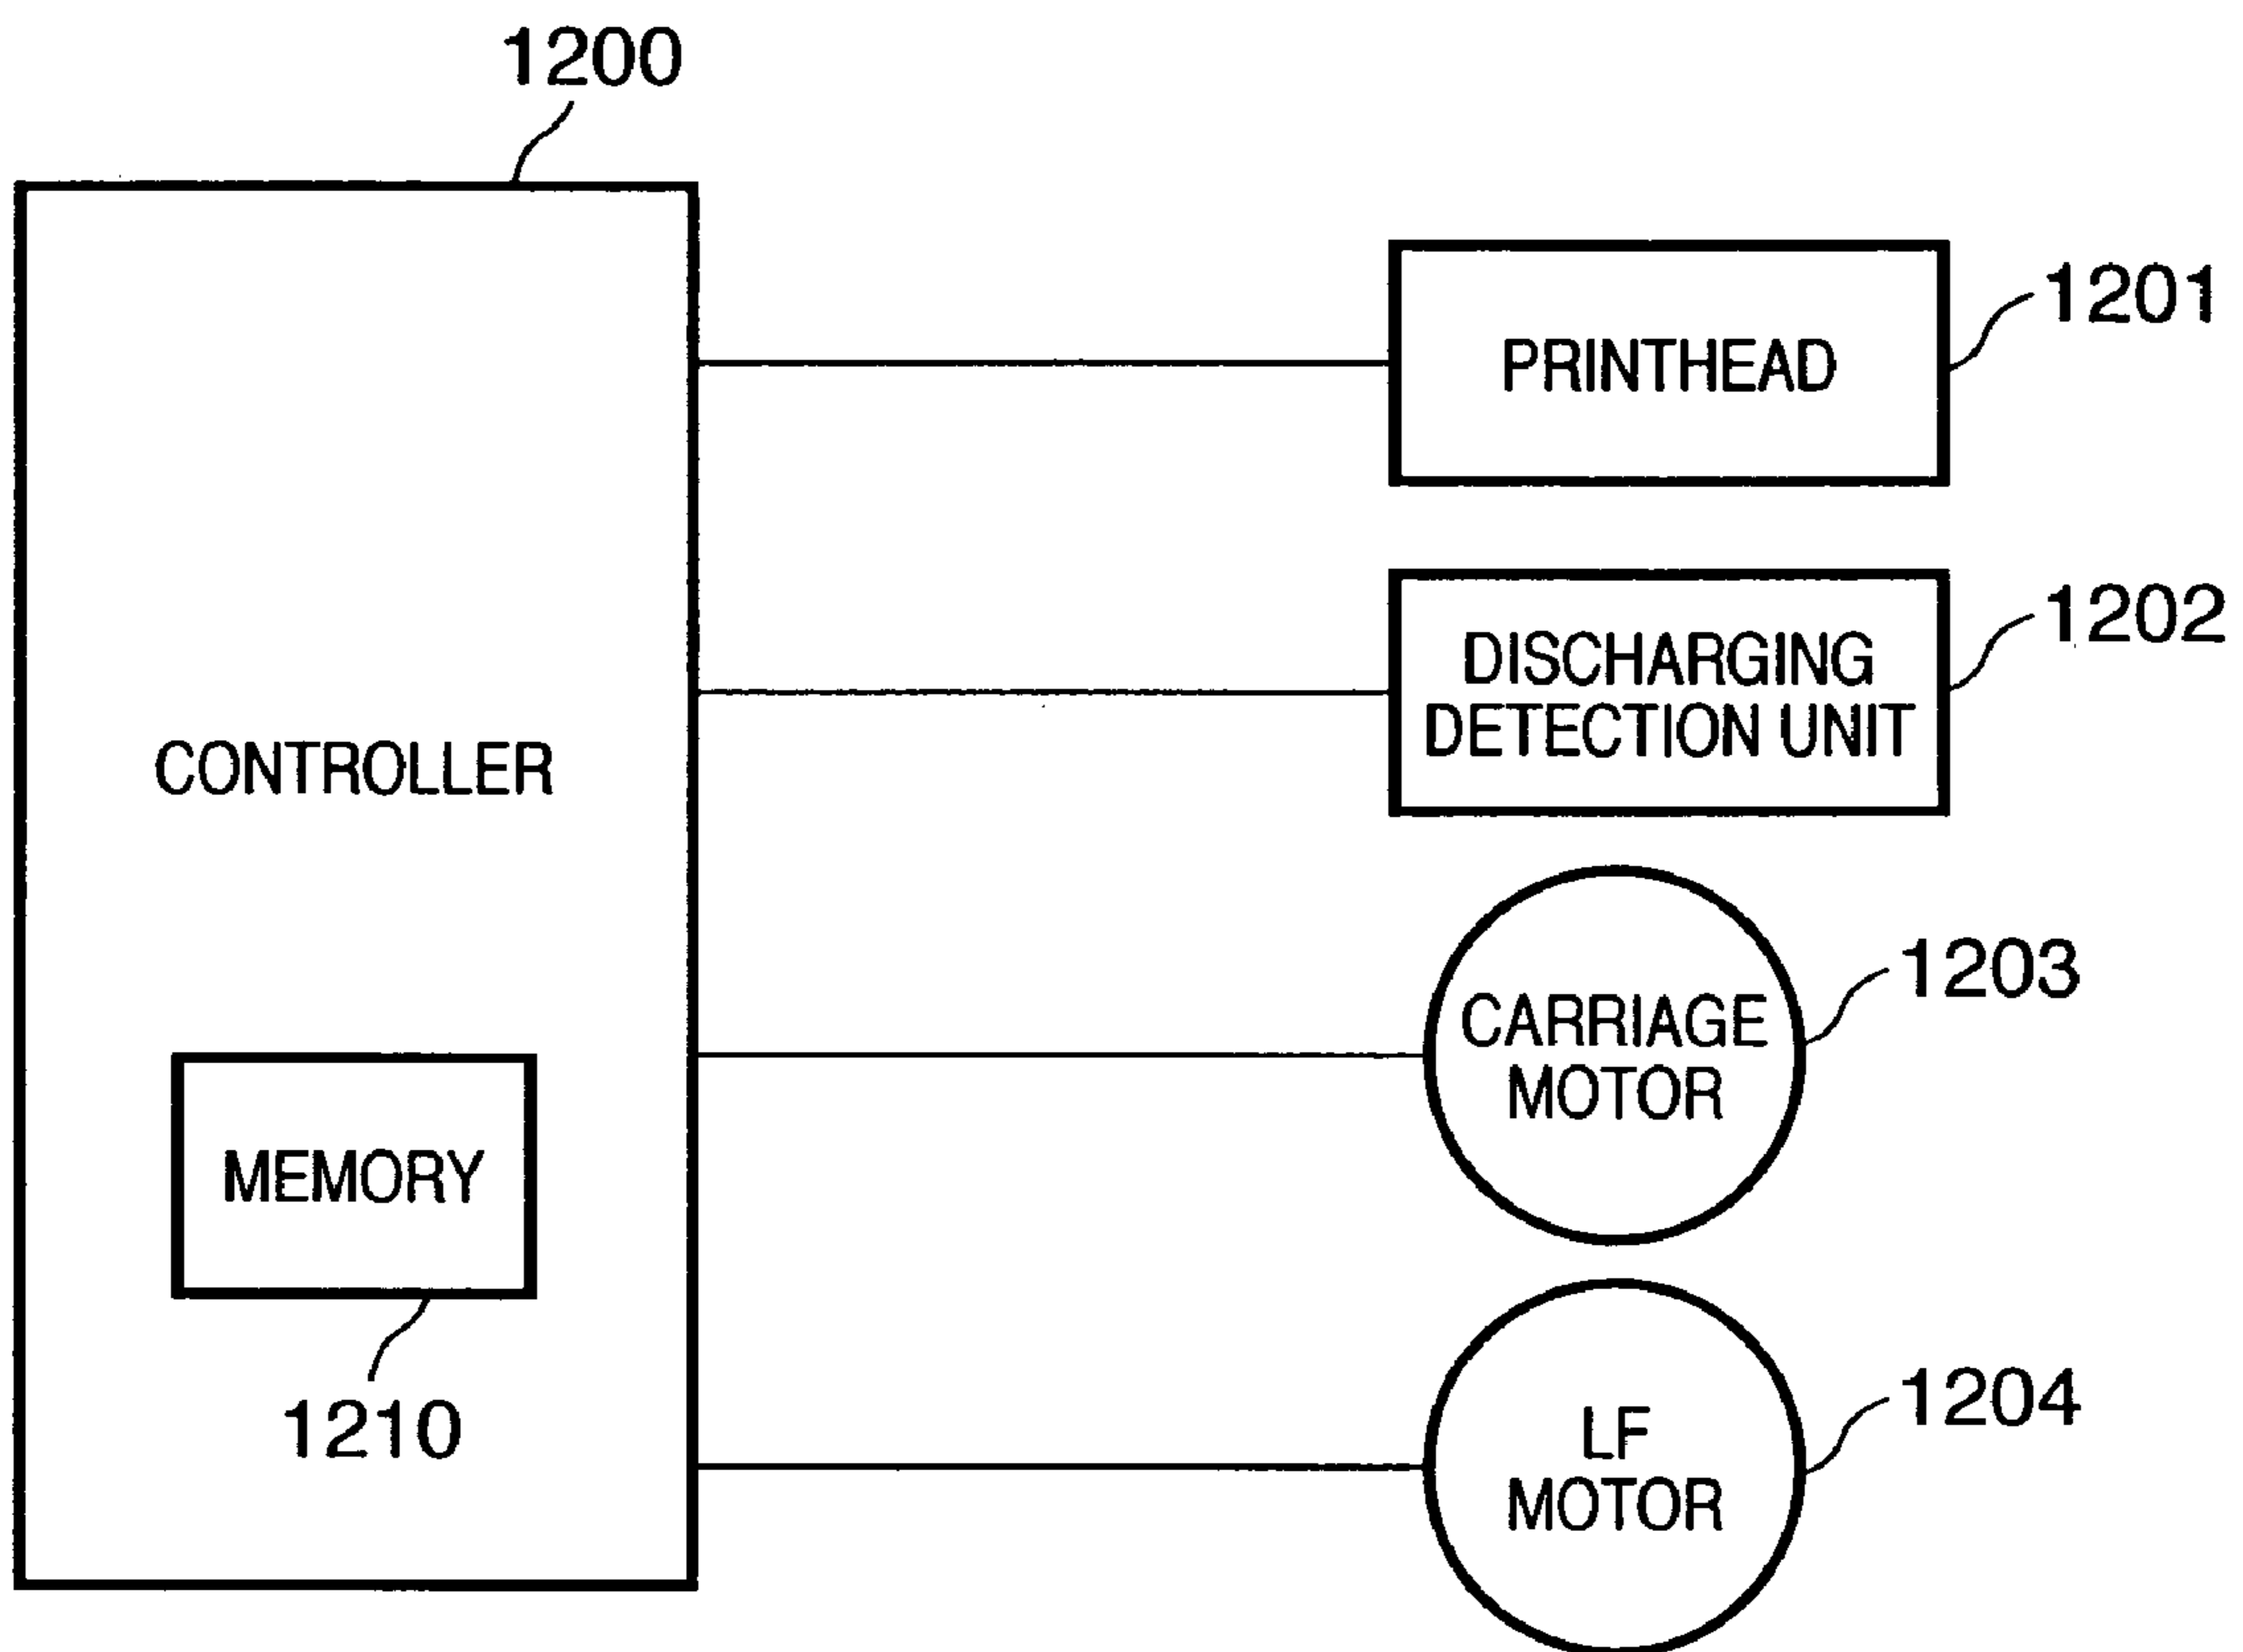 1200
1201
PRINTHEAD
1202
DISCHARGING
DETECTION UNIT
CONTROLLER
1203
CARRIAGE
MOTOR
MEMORY
1210
1204
LF
MOTOR